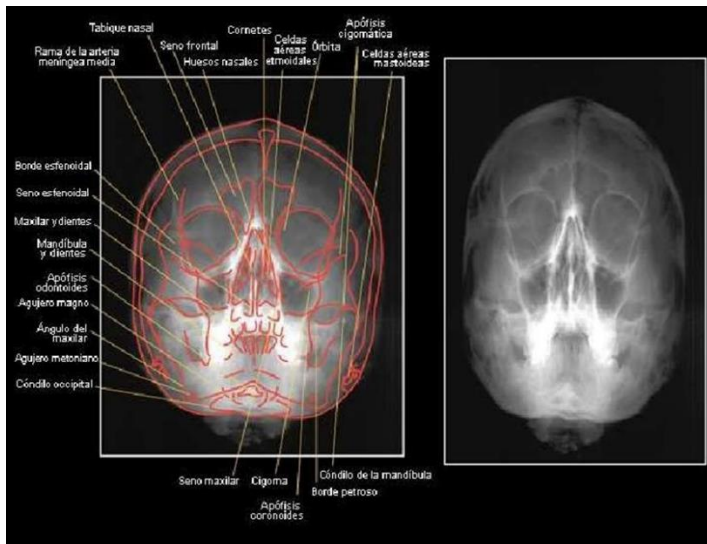 Tabique nasal
Cornetes
Apófisis
cigomática
Seno frontal
Celdas
aéreas
etmoidales
Órbita
Rama de la arteria
meningea media
Huesos nasales
Celdas aéreas
mastoideas
Borde esfenoidal
Seno esfenoidal
Maxilar y dientes
Mandíbula
y dientes
Apófisis
odontoides
Agujero magno
Ángulo del
maxilar
Agujero metoniano
Cóndilo occipital
Seno maxilar
Cigoma
Cóndilo de la mandíbula
Borde petroso
Apófisis
coronoides